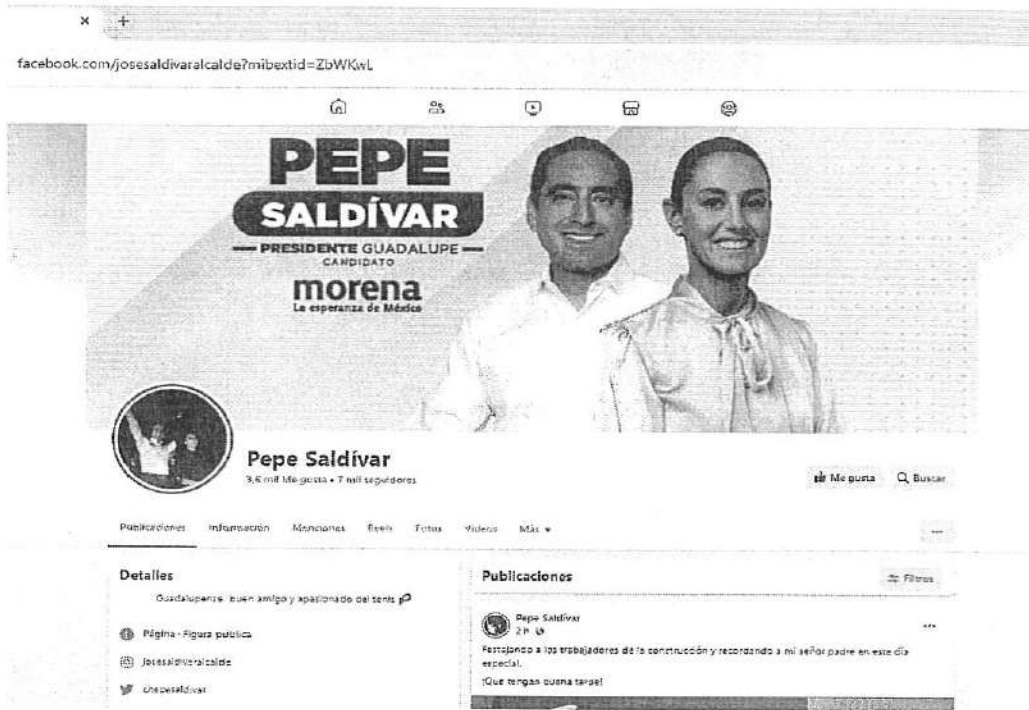 facebook.com/josesaldivaralcalde?mibextid=ZbWKwL
PEPE
SALDÍVAR
PRESIDENTE GUADALUPE
CANDIDATO
morena
La esperanza de México
Pepe Saldívar
3,6 mil Me gusta • 7 mil seguidores
Me gusta
Buscar
Publicaciones Información Menciones Reels Fotos Videos Más
Detalles
Guadalupense, buen amigo y apasionado del tenis
Página · Figura pública
josesaldivaralcalde
chepesaldivar
Publicaciones
Filtros
Pepe Saldívar
2 h
Festejando a los trabajadores de la construcción y recordando a mi señor padre en este día
especial.
¡Que tengan buena tarde!